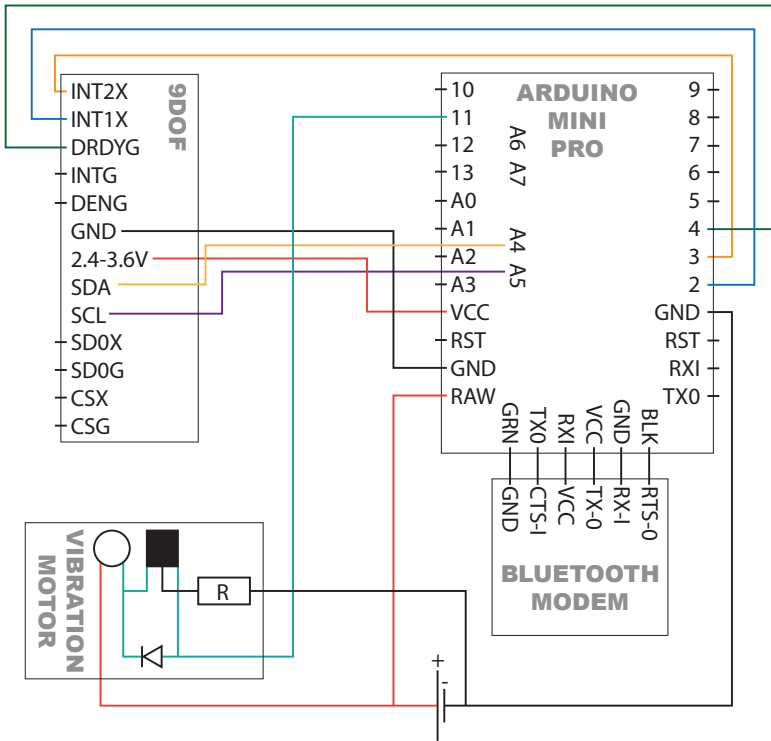 INT2X
INT1X
DRDYG
INTG
DENG
GND
2.4-3.6V
SDA
SCL
SD0X
SD0G
CSX
CSG
9DOF
10
11
12
13
A0
A1
A2
A3
VCC
RST
GND
RAW
ARDUINO
MINI
PRO
A6
A7
A4
A5
9
8
7
6
5
4
3
2
GND
RST
RXI
TX0
GRN
TX0
RXI
VCC
GND
BLK
GND
CTS-I
VCC
TX-0
RX-I
RTS-0
BLUETOOTH
MODEM
VIBRATION
MOTOR
R
+
-